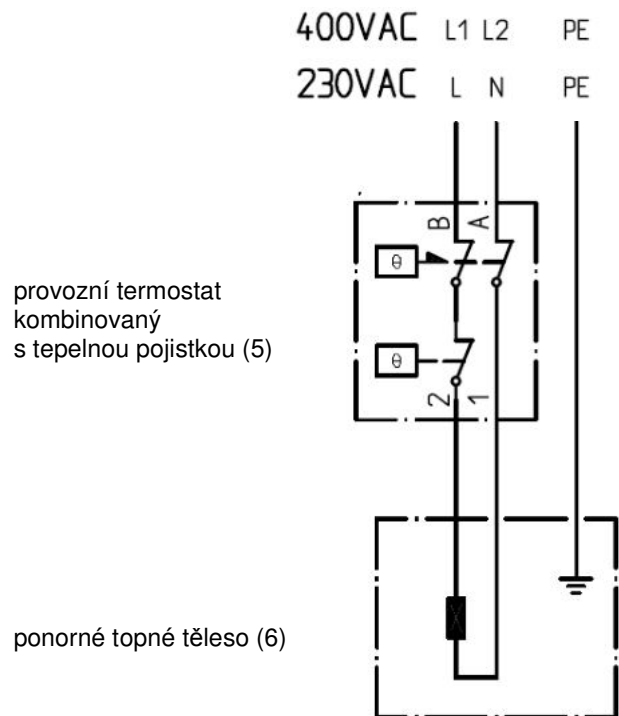 400VAC L1 L2 PE
230VAC L N PE
B A
θ
provozní termostat
kombinovaný
s tepelnou pojistkou (5)
θ
2 1
ponorné topné těleso (6)